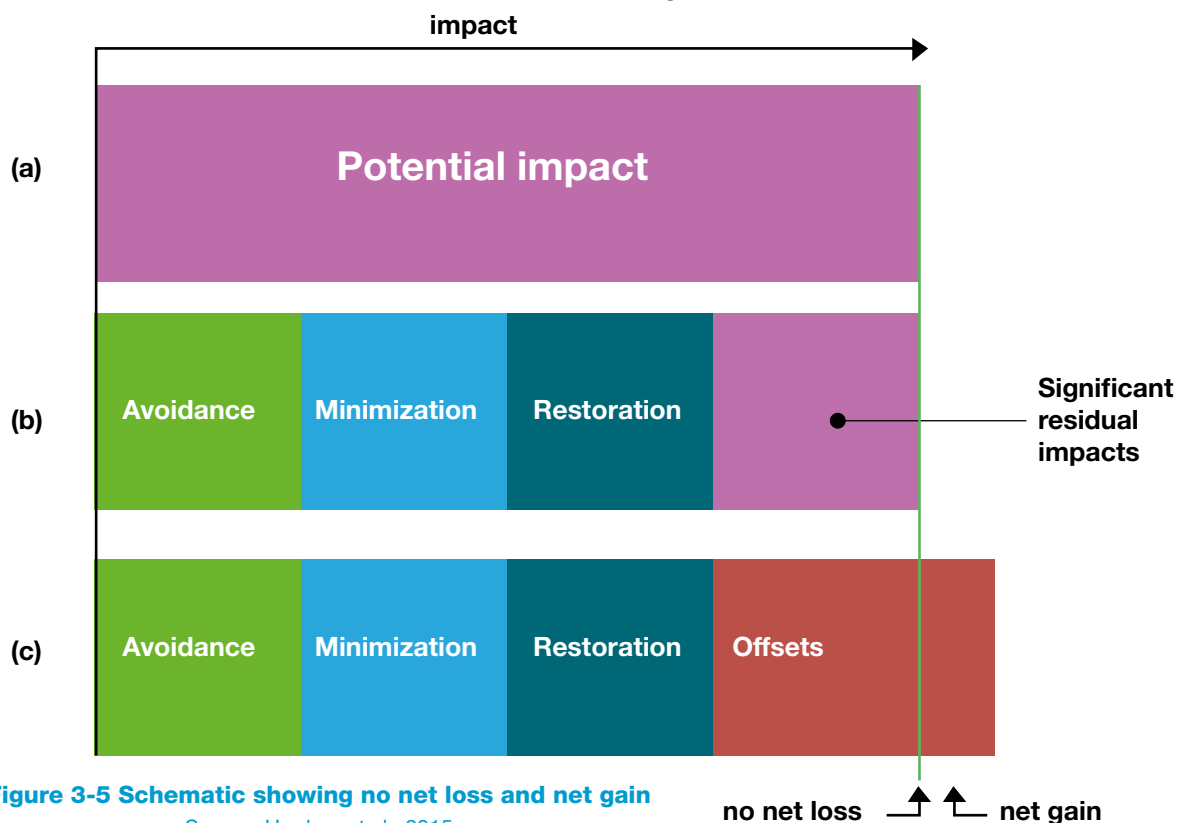 impact
(a)
Potential impact
(b)
Avoidance
Minimization
Restoration
Significant
residual
impacts
(c)
Avoidance
Minimization
Restoration
Offsets
Figure 3-5 Schematic showing no net loss and net gain
no net loss
net gain